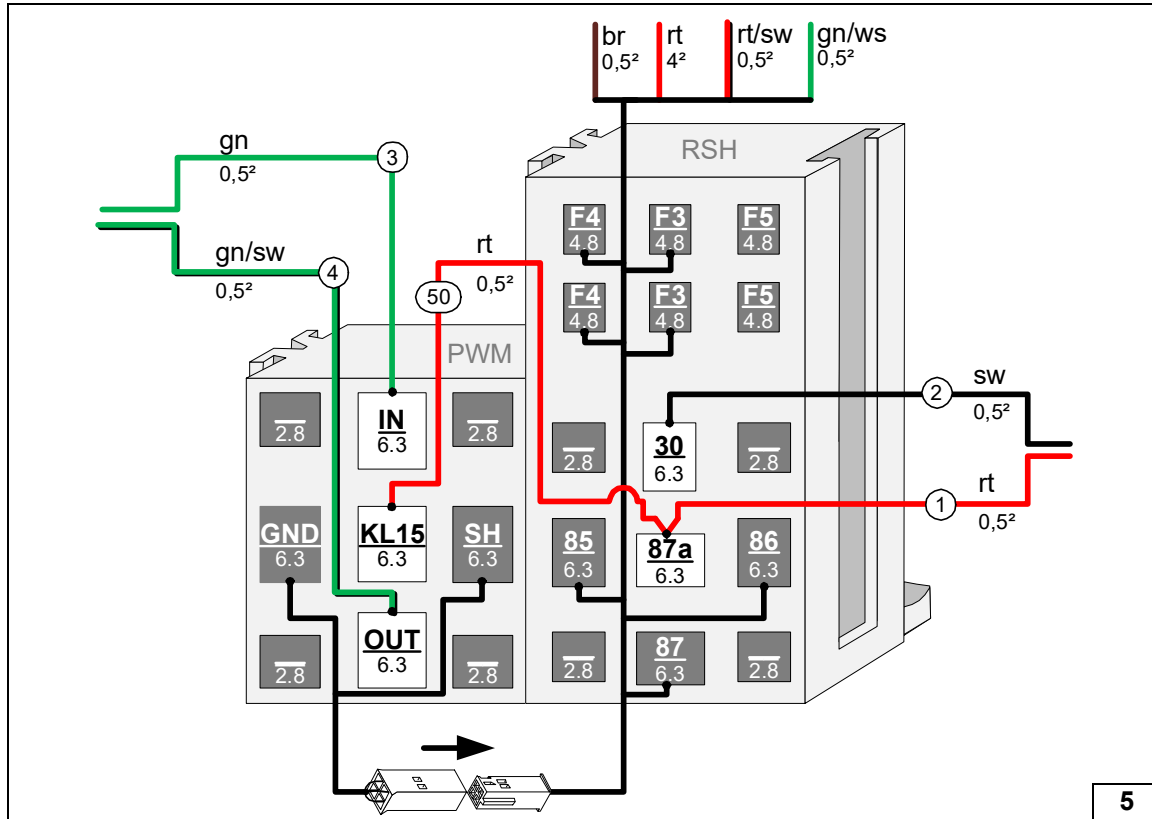 br rt rt/sw gn/ws
0,5² 4² 0,5² 0,5²
gn
3
0,5²
RSH
gn/sw
4
0,5²
rt
50
0,5²
F4 F3 F5
4.8 4.8 4.8
F4 F3 F5
4.8 4.8 4.8
PWM
2
sw
0,5²
2.8
IN
6.3
2.8
2.8
30
6.3
2.8
1
rt
0,5²
GND KL15 SH
6.3 6.3 6.3
85 87a 86
6.3 6.3 6.3
2.8
OUT
6.3
2.8
2.8
87
6.3
2.8
5